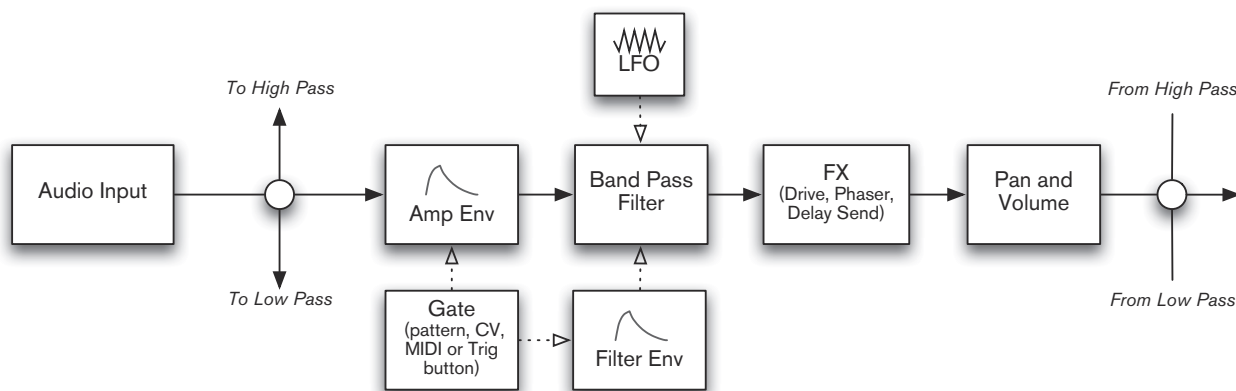 LFO
To High Pass
From High Pass
Audio Input
Amp Env
Band Pass
Filter
FX
(Drive, Phaser,
Delay Send)
Pan and
Volume
To Low Pass
From Low Pass
Gate
(pattern, CV,
MIDI or Trig
button)
Filter Env